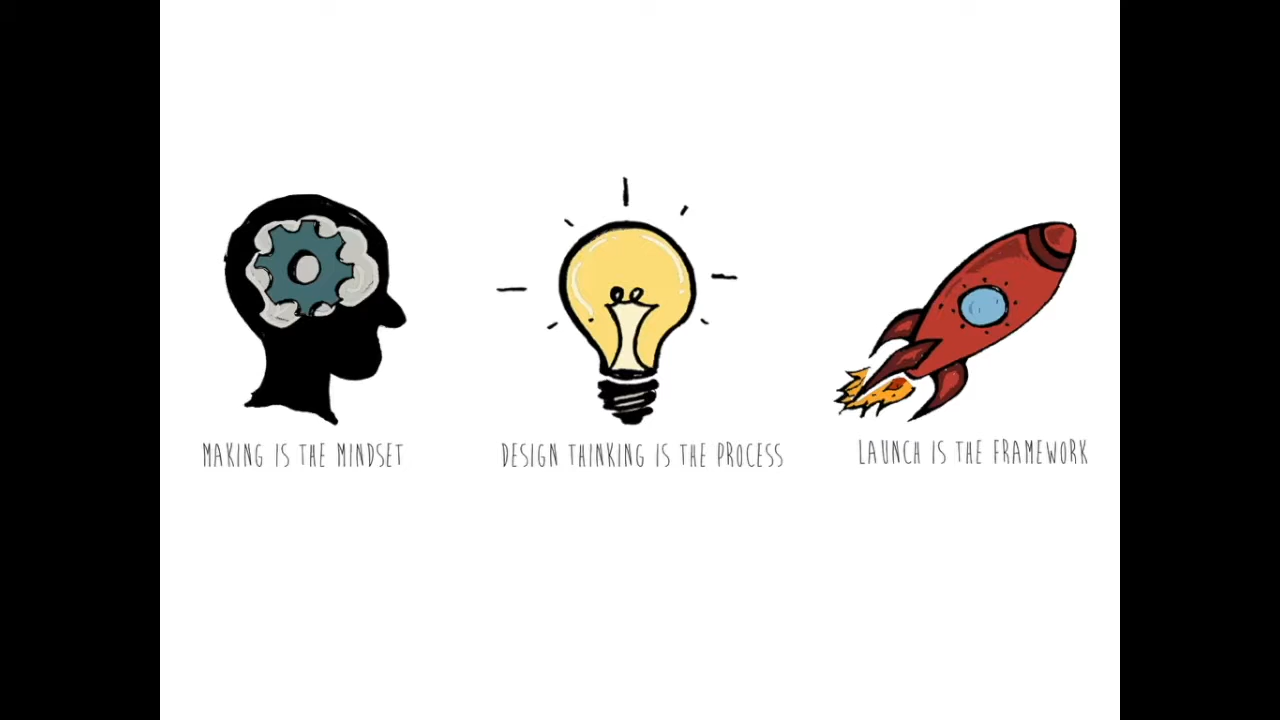 MAKING IS THE MINDSET
DESIGN THINKING IS THE PROCESS
LAUNCH IS THE FRAMEWORK